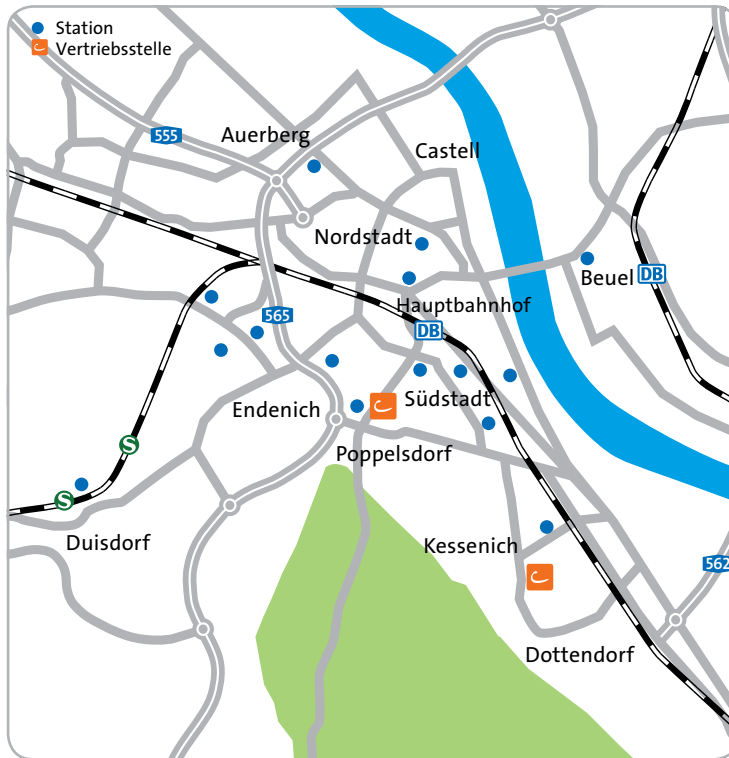 Station
Vertriebsstelle
555
Auerberg
Castell
Nordstadt
Beuel
DB
Hauptbahnhof
565
DB
Endenich
Südstadt
Poppelsdorf
S
S
Duisdorf
Kessenich
562
Dottendorf